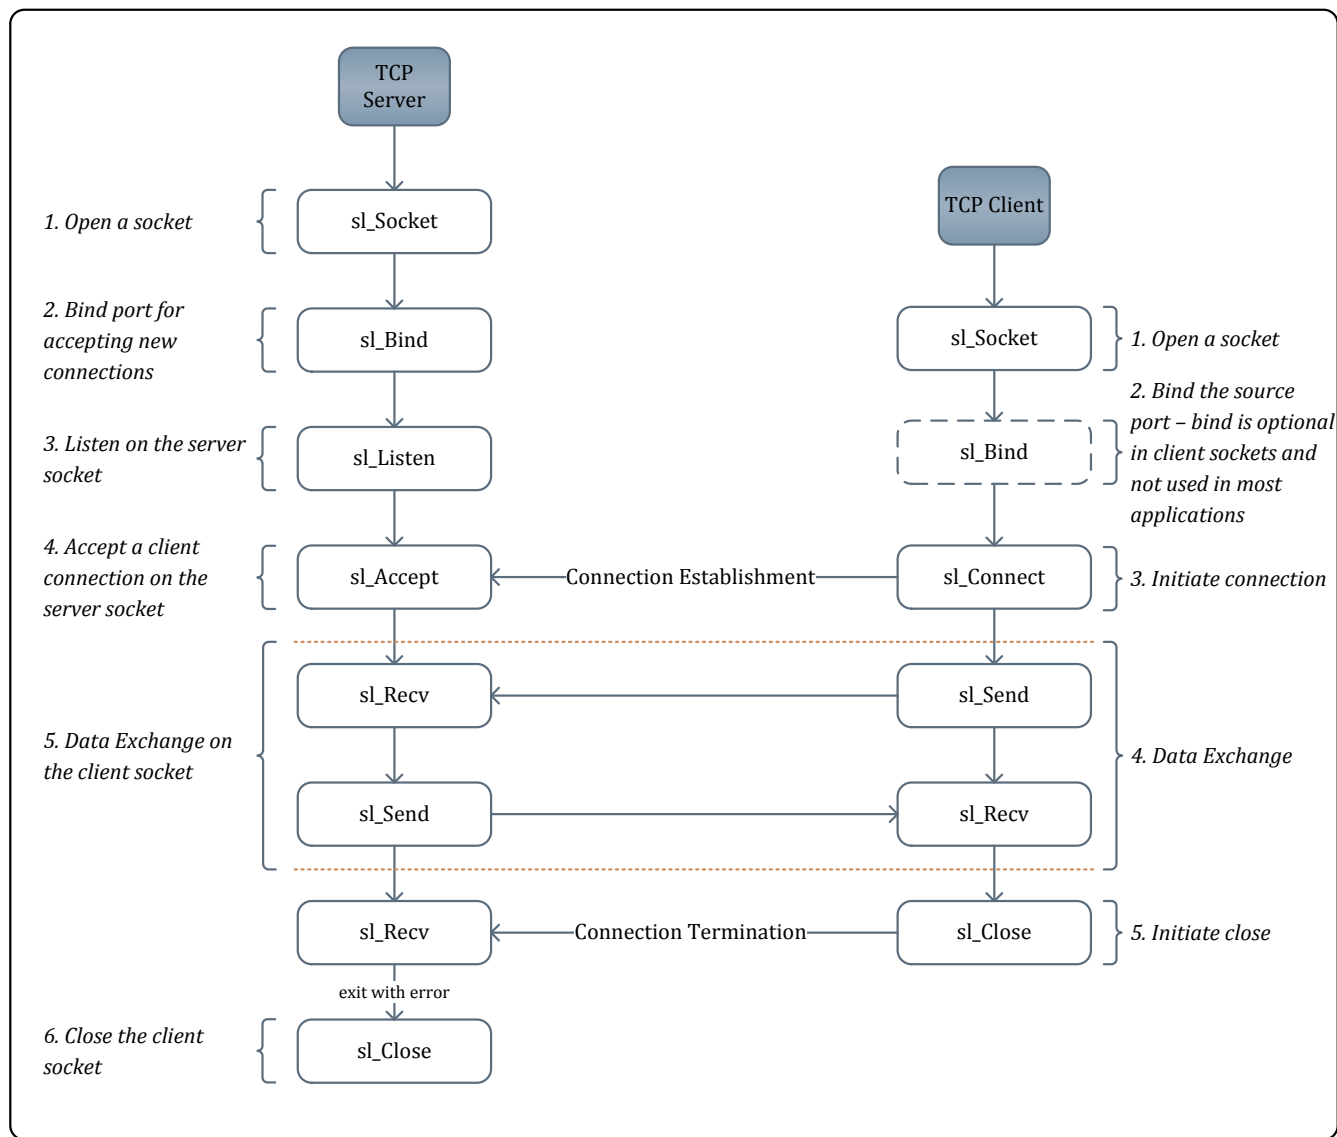 TCP
Server
1. Open a socket
sl_Socket
2. Bind port for
accepting new
connections
sl_Bind
3. Listen on the server
socket
sl_Listen
4. Accept a client
connection on the
server socket
sl_Accept
Connection Establishment
5. Data Exchange on
the client socket
sl_Recv
sl_Send
sl_Recv
Connection Termination
exit with error
6. Close the client
socket
sl_Close
TCP Client
sl_Socket
1. Open a socket
sl_Bind
2. Bind the source
port – bind is optional
in client sockets and
not used in most
applications
sl_Connect
3. Initiate connection
sl_Send
sl_Recv
4. Data Exchange
sl_Close
5. Initiate close